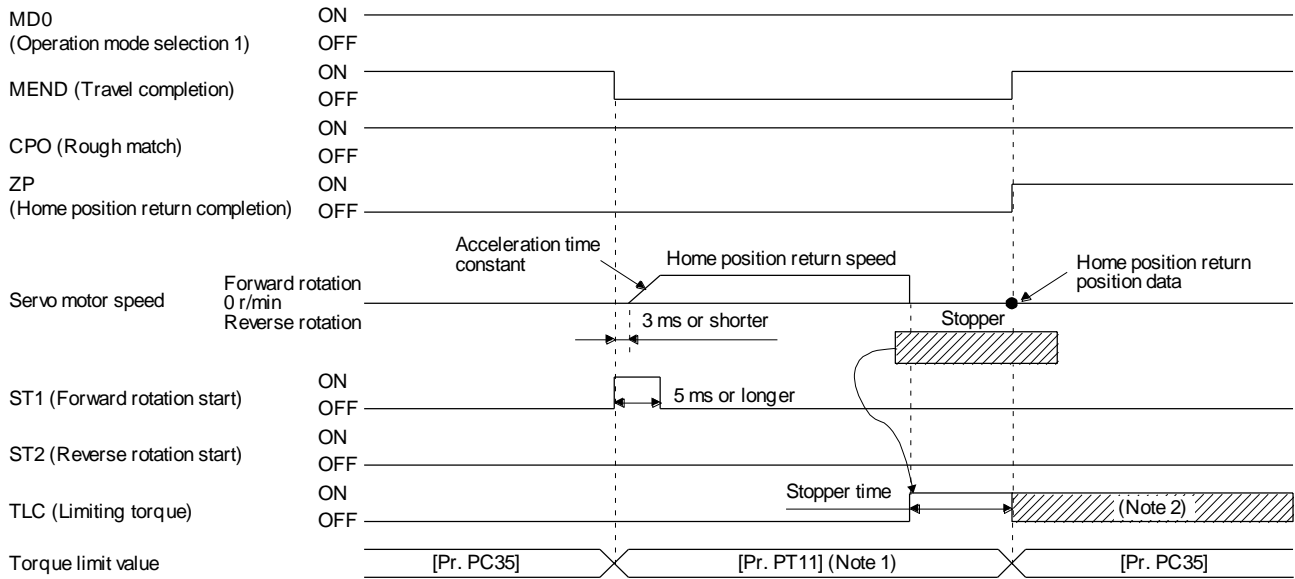 MD0
(Operation mode selection 1)
ON
OFF
MEND (Travel completion)
ON
OFF
CPO (Rough match)
ON
OFF
ZP
(Home position return completion)
ON
OFF
Acceleration time
constant
Home position return speed
Home position return
position data
Servo motor speed
Forward rotation
0 r/min
Reverse rotation
3 ms or shorter
Stopper
ST1 (Forward rotation start)
ON
OFF
5 ms or longer
ST2 (Reverse rotation start)
ON
OFF
TLC (Limiting torque)
ON
OFF
Stopper time
(Note 2)
Torque limit value
[Pr. PC35]
[Pr. PT11] (Note 1)
[Pr. PC35]